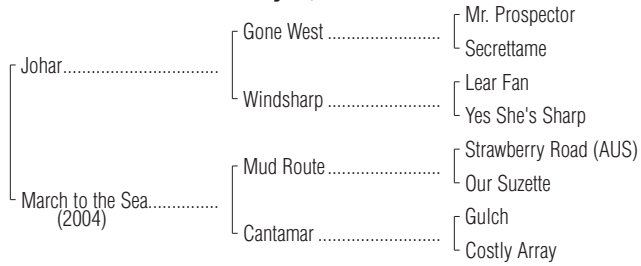 Mr. Prospector
Gone West ......................
Secrettame
Johar...............................
Lear Fan
Windsharp ......................
Yes She's Sharp
Strawberry Road (AUS)
Mud Route ......................
Our Suzette
March to the Sea..............
(2004)
Gulch
Cantamar ........................
Costly Array